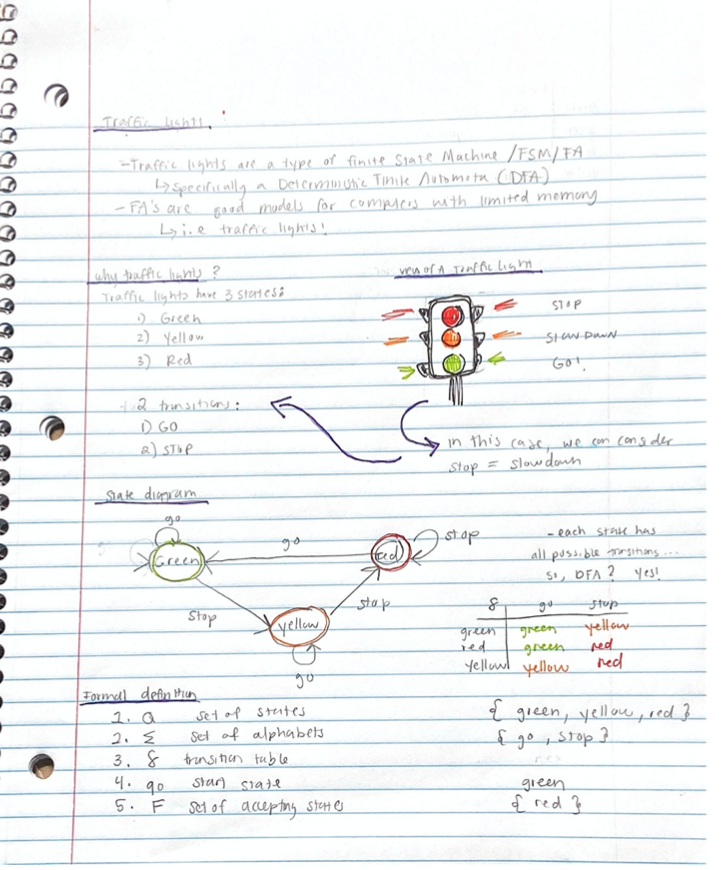 Traffic Lights
-Traffic lights are a type of finite State Machine /FSM/FA
↳specifically a Deterministic Finite Automata (DFA)
- FA's are good models for computers with limited memory
↳ i.e traffic lights!
why traffic lights ?
Traffic lights have 3 states:
1) Green
2) Yellow
3) Red
View of A Traffic Light
STOP
SLOW DOWN
GO!
2 transitions:
1) GO
2) STOP
in this case, we can consider
stop = slowdown
State diagram
go
Green
go
red
stop
stop
yellow
stop
go
-each state has
all possible transitions...
so, DFA? Yes!
δ go stop
green green yellow
red green red
yellow yellow red
Formal definition
1. Q set of states { green, yellow, red }
2. Σ set of alphabets { go , stop }
3. δ transition table
4. q0 start state green
5. F set of accepting states { red }